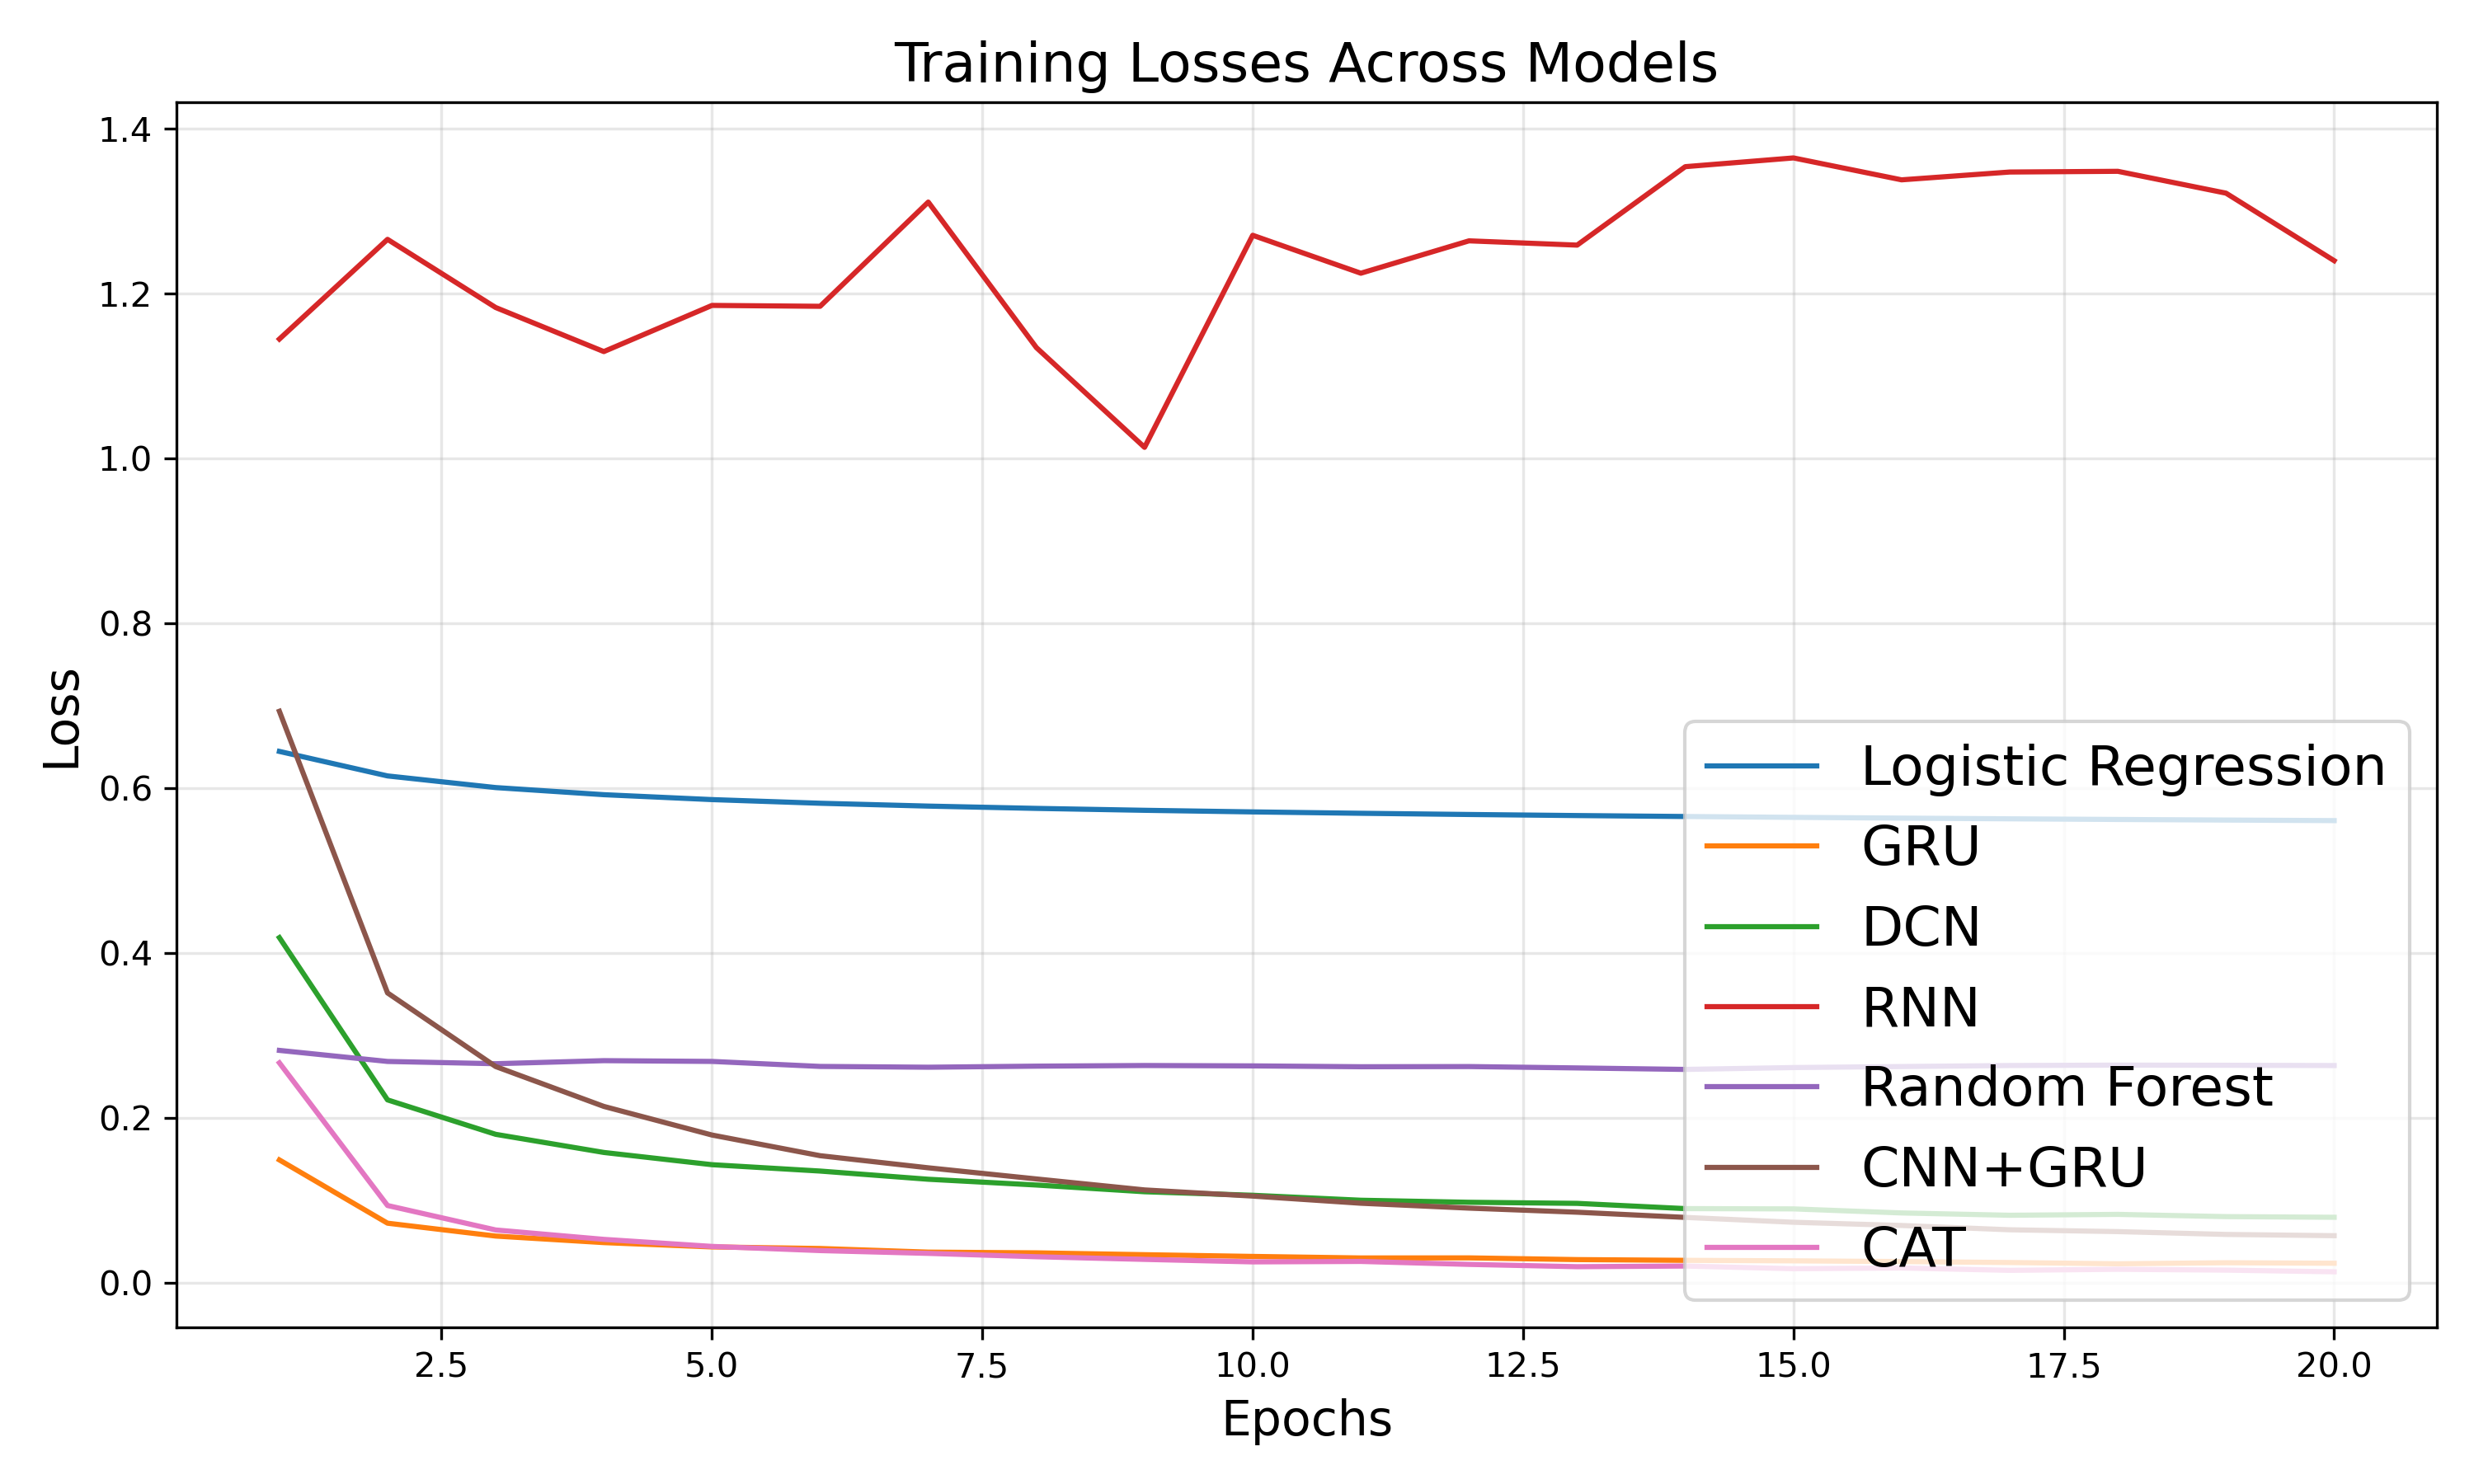 Training Losses Across Models
Loss
1.4
1.2
1.0
0.8
0.6
0.4
0.2
0.0
Logistic Regression
GRU
DCN
RNN
Random Forest
CNN+GRU
CAT
2.5 5.0 7.5 10.0 12.5 15.0 17.5 20.0
Epochs